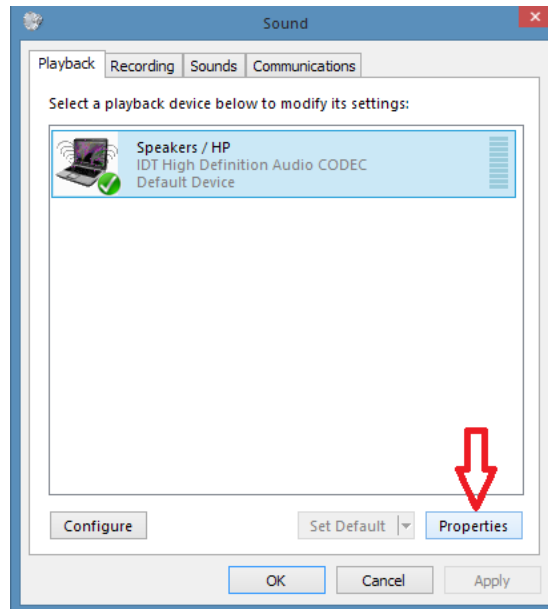 Sound
Playback Recording Sounds Communications
Select a playback device below to modify its settings:
Speakers / HP
IDT High Definition Audio CODEC
Default Device
Configure Set Default Properties
OK Cancel Apply